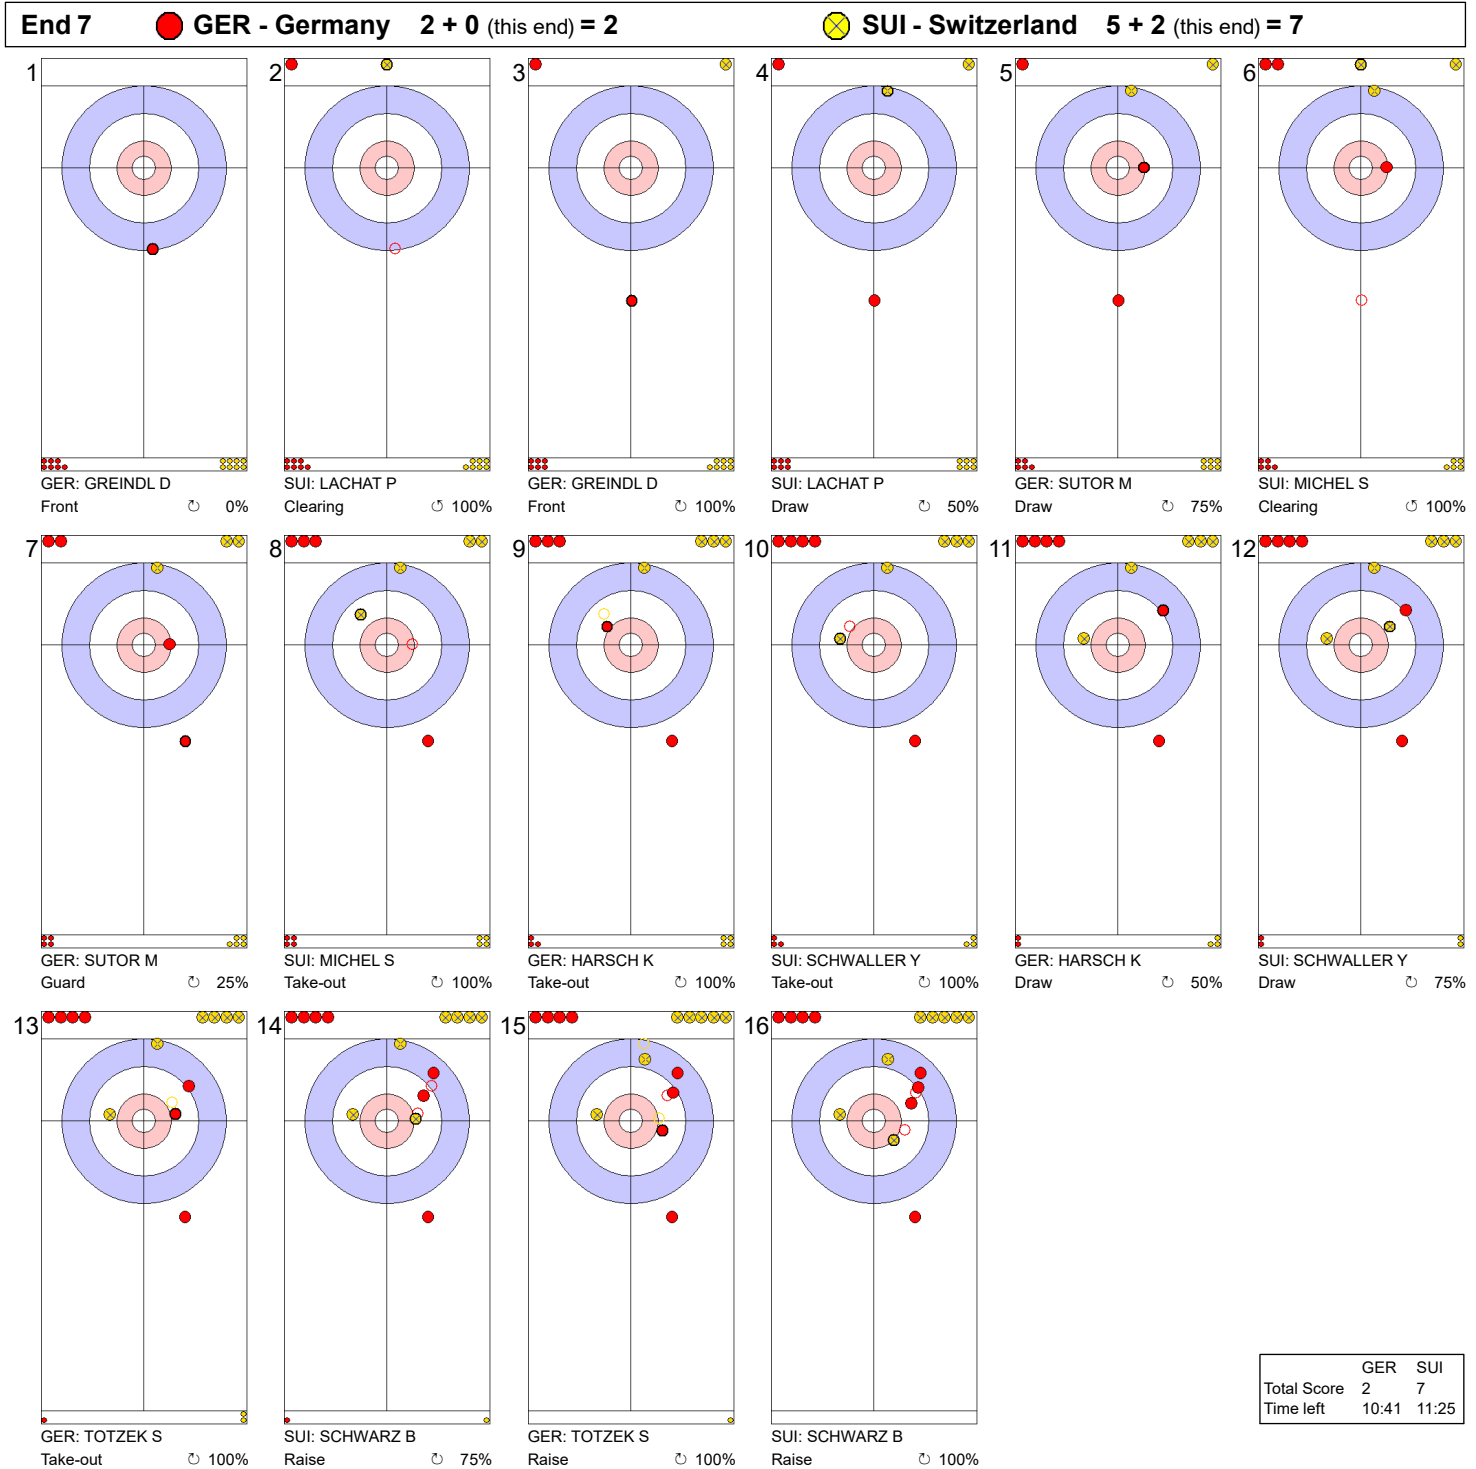 End 7 GER - Germany 2 + 0 (this end) = 2 SUI - Switzerland 5 + 2 (this end) = 7
1 2 3 4 5 6
GER: GREINDL D SUI: LACHAT P GER: GREINDL D SUI: LACHAT P GER: SUTOR M SUI: MICHEL S
Front ↻ 0% Clearing ↺ 100% Front ↻ 100% Draw ↻ 50% Draw ↻ 75% Clearing ↺ 100%
7 8 9 10 11 12
GER: SUTOR M SUI: MICHEL S GER: HARSCH K SUI: SCHWALLER Y GER: HARSCH K SUI: SCHWALLER Y
Guard ↻ 25% Take-out ↻ 100% Take-out ↻ 100% Take-out ↻ 100% Draw ↻ 50% Draw ↻ 75%
13 14 15 16
GER: TOTZEK S SUI: SCHWARZ B GER: TOTZEK S SUI: SCHWARZ B
Take-out ↻ 100% Raise ↻ 75% Raise ↻ 100% Raise ↻ 100%
GER SUI
Total Score 2 7
Time left 10:41 11:25